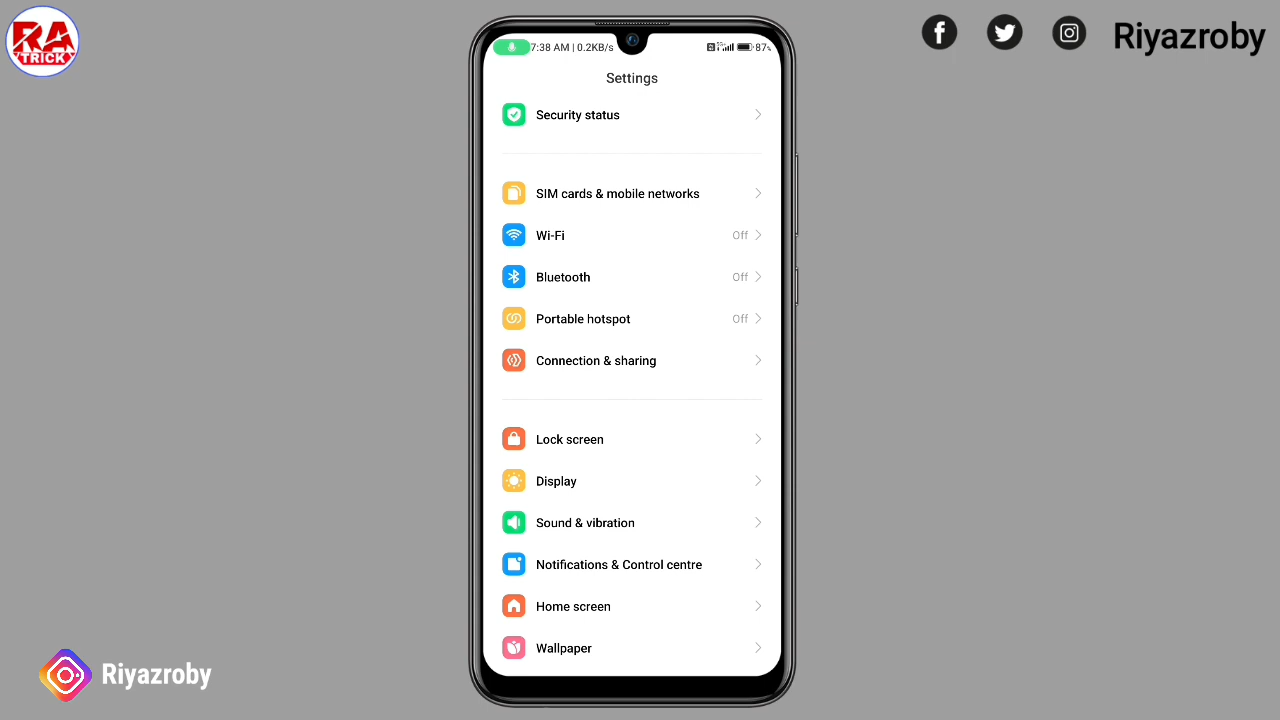 RA
TRICK
Riyazroby
7:38 AM | 0.2KB/s
87%
Settings
Security status
SIM cards & mobile networks
Wi-Fi Off
Bluetooth Off
Portable hotspot Off
Connection & sharing
Lock screen
Display
Sound & vibration
Notifications & Control centre
Home screen
Wallpaper
Riyazroby